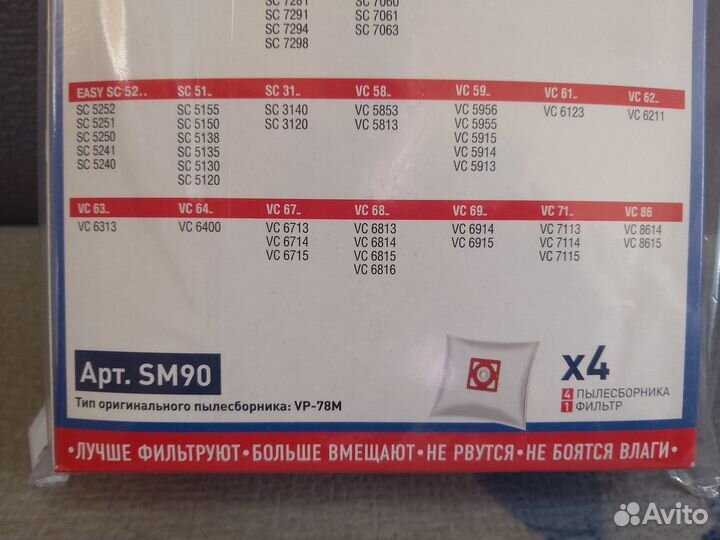 SC 7281 SC 7060
SC 7291 SC 7061
SC 7294 SC 7063
SC 7298
EASY SC 52.. SC 51.. SC 31.. VC 58.. VC 59.. VC 61.. VC 62..
SC 5252 SC 5155 SC 3140 VC 5853 VC 5956 VC 6123 VC 6211
SC 5251 SC 5150 SC 3120 VC 5813 VC 5955
SC 5250 SC 5138 VC 5915
SC 5241 SC 5135 VC 5914
SC 5240 SC 5130 VC 5913
SC 5120
VC 63.. VC 64.. VC 67.. VC 68.. VC 69.. VC 71.. VC 86
VC 6313 VC 6400 VC 6713 VC 6813 VC 6914 VC 7113 VC 8614
VC 6714 VC 6814 VC 6915 VC 7114 VC 8615
VC 6715 VC 6815 VC 7115
VC 6816
Арт. SM90
Тип оригинального пылесборника: VP-78M
x4
4 ПЫЛЕСБОРНИКА
1 ФИЛЬТР
•ЛУЧШЕ ФИЛЬТРУЮТ•БОЛЬШЕ ВМЕЩАЮТ•НЕ РВУТСЯ•НЕ БОЯТСЯ ВЛАГИ•
Avito